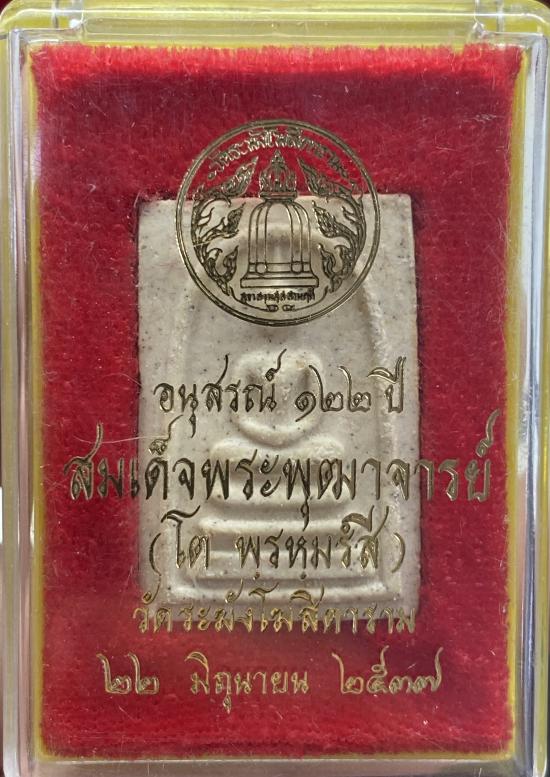 อนุสรณ์ ๑๒๒ ปี
สมเด็จพระพุฒาจารย์
(โต พฺรหฺมรํสี)
วัดระฆังโฆสิตาราม
๒๒ มิถุนายน ๒๕๓๗